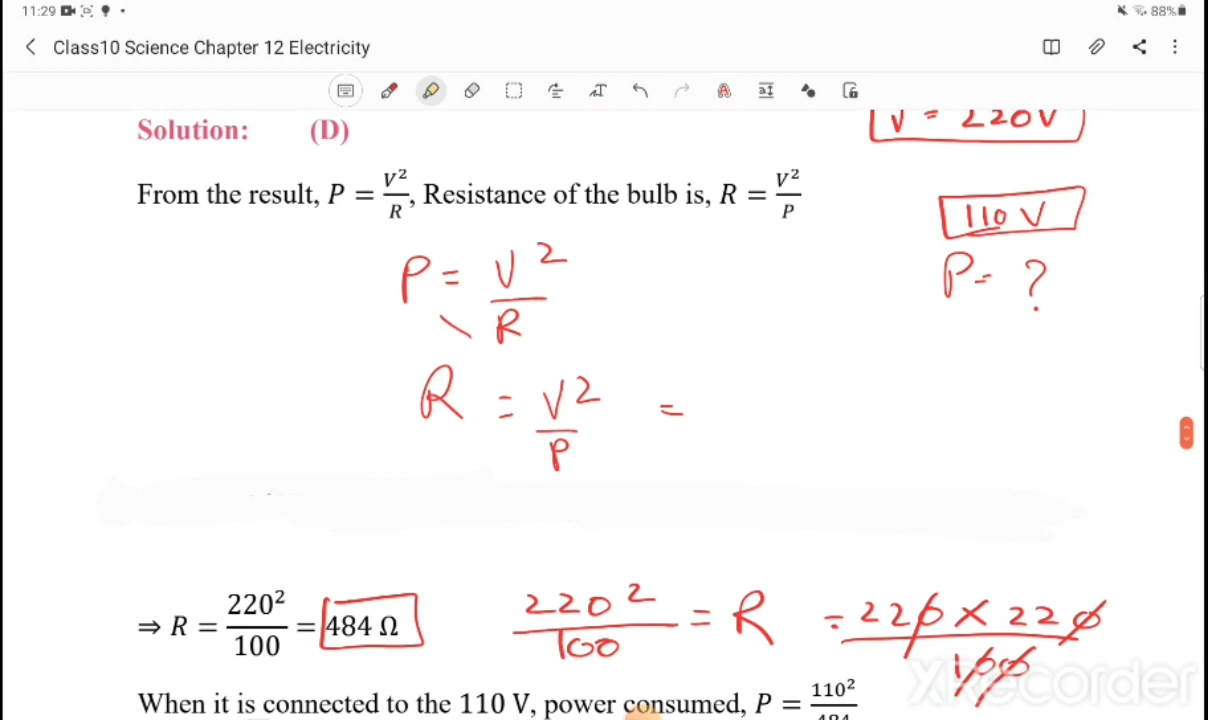 11:29
88%
Class10 Science Chapter 12 Electricity
V = 220V
Solution: (D)
From the result, P = V²/R, Resistance of the bulb is, R = V²/P
110 V
P = V²/R
P = ?
R = V²/P =
⇒ R = 220²/100 = 484 Ω
220²/100 = R = 220 × 220/100
When it is connected to the 110 V, power consumed, P = 110²/484
XRecorder